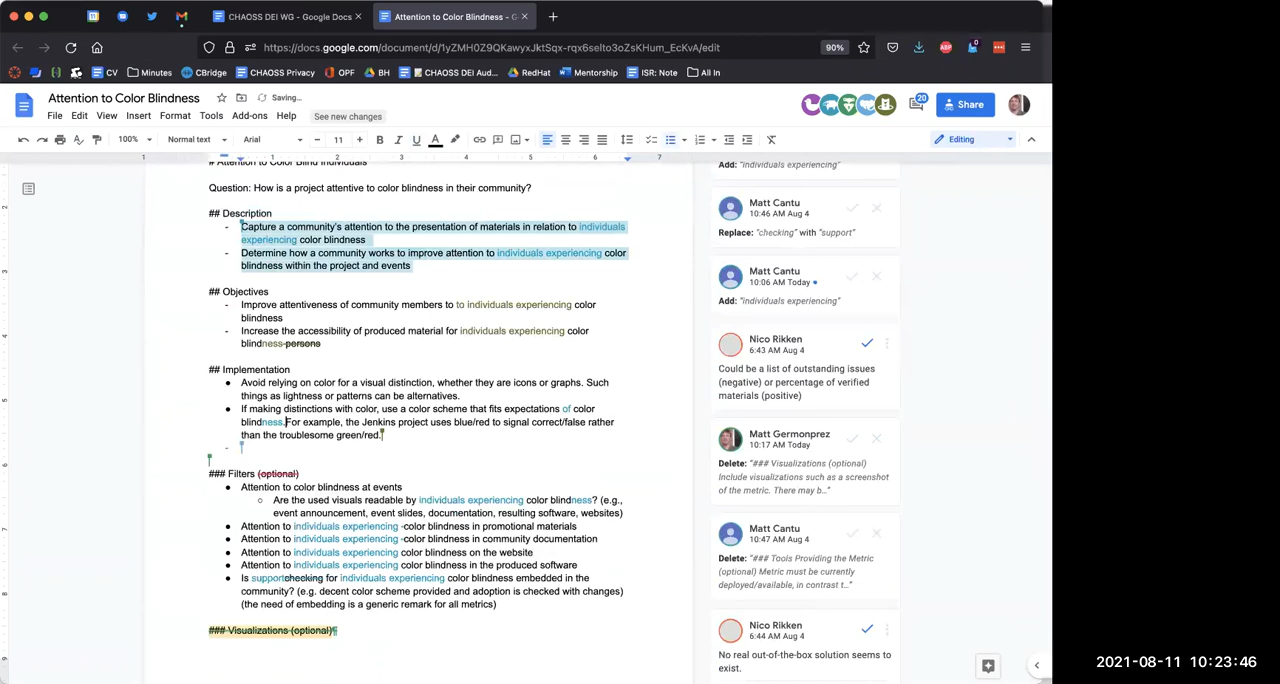 CHAOSS DEI WG - Google Docs
Attention to Color Blindness - G
https://docs.google.com/document/d/1yZMH0Z9QKawyxJktSqx-rqx6selto3oZsKHum_EcKvA/edit
90%
ABP
0
CV
Minutes
CBridge
CHAOSS Privacy
OPF
BH
CHAOSS DEI Aud...
RedHat
Mentorship
ISR: Note
All In
Attention to Color Blindness
Saving...
File Edit View Insert Format Tools Add-ons Help
See new changes
20
Share
100%
Normal text
Arial
11
Editing
1 1 2 3 4 5 6 7
# Attention to Color Blind Individuals
Question: How is a project attentive to color blindness in their community?
## Description
- Capture a community's attention to the presentation of materials in relation to individuals
experiencing color blindness
- Determine how a community works to improve attention to individuals experiencing color
blindness within the project and events
## Objectives
- Improve attentiveness of community members to to individuals experiencing color
blindness
- Increase the accessibility of produced material for individuals experiencing color
blindness persons
## Implementation
● Avoid relying on color for a visual distinction, whether they are icons or graphs. Such
things as lightness or patterns can be alternatives.
● If making distinctions with color, use a color scheme that fits expectations of color
blindness. For example, the Jenkins project uses blue/red to signal correct/false rather
than the troublesome green/red.
-
### Filters (optional)
● Attention to color blindness at events
○ Are the used visuals readable by individuals experiencing color blindness? (e.g.,
event announcement, event slides, documentation, resulting software, websites)
● Attention to individuals experiencing -color blindness in promotional materials
● Attention to individuals experiencing -color blindness in community documentation
● Attention to individuals experiencing color blindness on the website
● Attention to individuals experiencing color blindness in the produced software
● Is supportchecking for individuals experiencing color blindness embedded in the
community? (e.g. decent color scheme provided and adoption is checked with changes)
(the need of embedding is a generic remark for all metrics)
### Visualizations (optional)¶
Add: "individuals experiencing"
Matt Cantu
10:46 AM Aug 4
Replace: "checking" with "support"
Matt Cantu
10:06 AM Today
Add: "individuals experiencing"
Nico Rikken
6:43 AM Aug 4
Could be a list of outstanding issues
(negative) or percentage of verified
materials (positive)
Matt Germonprez
10:17 AM Today
Delete: "### Visualizations (optional)
Include visualizations such as a screenshot
of the metric. There may b..."
Matt Cantu
10:47 AM Aug 4
Delete: "### Tools Providing the Metric
(optional) Metric must be currently
deployed/available, in contrast t..."
Nico Rikken
6:44 AM Aug 4
No real out-of-the-box solution seems to
exist.
2021-08-11 10:23:46